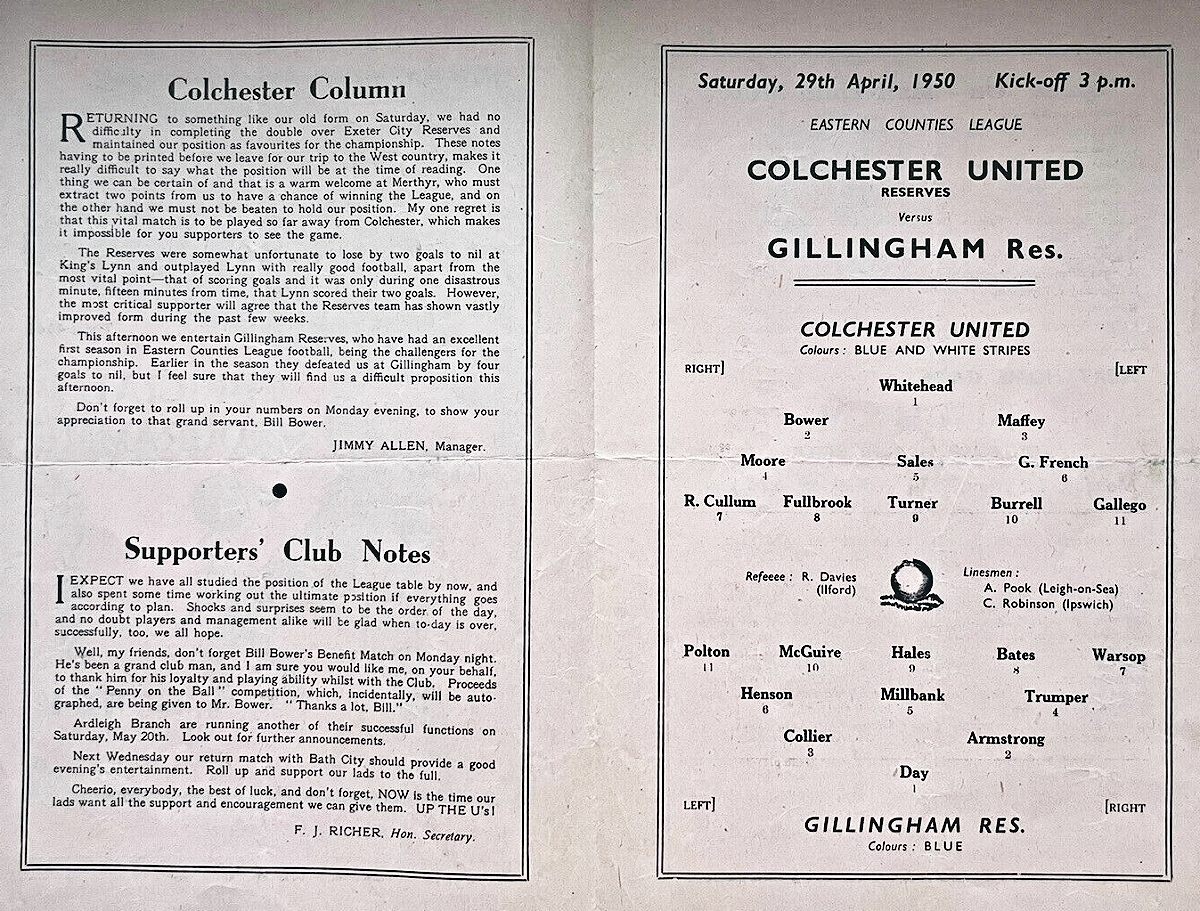 Colchester Column
RETURNING to something like our old form on Saturday, we had no
difficulty in completing the double over Exeter City Reserves and
maintained our position as favourites for the championship. These notes
having to be printed before we leave for our trip to the West country, makes it
really difficult to say what the position will be at the time of reading. One
thing we can be certain of and that is a warm welcome at Merthyr, who must
extract two points from us to have a chance of winning the League, and on
the other hand we must not be beaten to hold our position. My one regret is
that this vital match is to be played so far away from Colchester, which makes
it impossible for you supporters to see the game.
The Reserves were somewhat unfortunate to lose by two goals to nil at
King's Lynn and outplayed Lynn with really good football, apart from the
most vital point—that of scoring goals and it was only during one disastrous
minute, fifteen minutes from time, that Lynn scored their two goals. However,
the most critical supporter will agree that the Reserves team has shown vastly
improved form during the past few weeks.
This afternoon we entertain Gillingham Reserves, who have had an excellent
first season in Eastern Counties League football, being the challengers for the
championship. Earlier in the season they defeated us at Gillingham by four
goals to nil, but I feel sure that they will find us a difficult proposition this
afternoon.
Don't forget to roll up in your numbers on Monday evening, to show your
appreciation to that grand servant, Bill Bower.
JIMMY ALLEN, Manager.
Supporters' Club Notes
I EXPECT we have all studied the position of the League table by now, and
also spent some time working out the ultimate position if everything goes
according to plan. Shocks and surprises seem to be the order of the day,
and no doubt players and management alike will be glad when to-day is over,
successfully, too, we all hope.
Well, my friends, don't forget Bill Bower's Benefit Match on Monday night.
He's been a grand club man, and I am sure you would like me, on your behalf,
to thank him for his loyalty and playing ability whilst with the Club. Proceeds
of the "Penny on the Ball" competition, which, incidentally, will be auto-
graphed, are being given to Mr. Bower. "Thanks a lot, Bill."
Ardleigh Branch are running another of their successful functions on
Saturday, May 20th. Look out for further announcements.
Next Wednesday our return match with Bath City should provide a good
evening's entertainment. Roll up and support our lads to the full.
Cheerio, everybody, the best of luck, and don't forget, NOW is the time our
lads want all the support and encouragement we can give them. UP THE U's!
F. J. RICHER, Hon. Secretary.
Saturday, 29th April, 1950 Kick-off 3 p.m.
EASTERN COUNTIES LEAGUE
COLCHESTER UNITED
RESERVES
Versus
GILLINGHAM Res.
COLCHESTER UNITED
Colours : BLUE AND WHITE STRIPES
RIGHT] [LEFT
Whitehead
1
Bower Maffey
2 3
Moore Sales G. French
4 5 6
R. Cullum Fullbrook Turner Burrell Gallego
7 8 9 10 11
Refeeee : R. Davies
(Ilford)
Linesmen :
A. Pook (Leigh-on-Sea)
C. Robinson (Ipswich)
Polton McGuire Hales Bates Warsop
11 10 9 8 7
Henson Millbank Trumper
6 5 4
Collier Armstrong
3 2
Day
1
LEFT] [RIGHT
GILLINGHAM RES.
Colours : BLUE